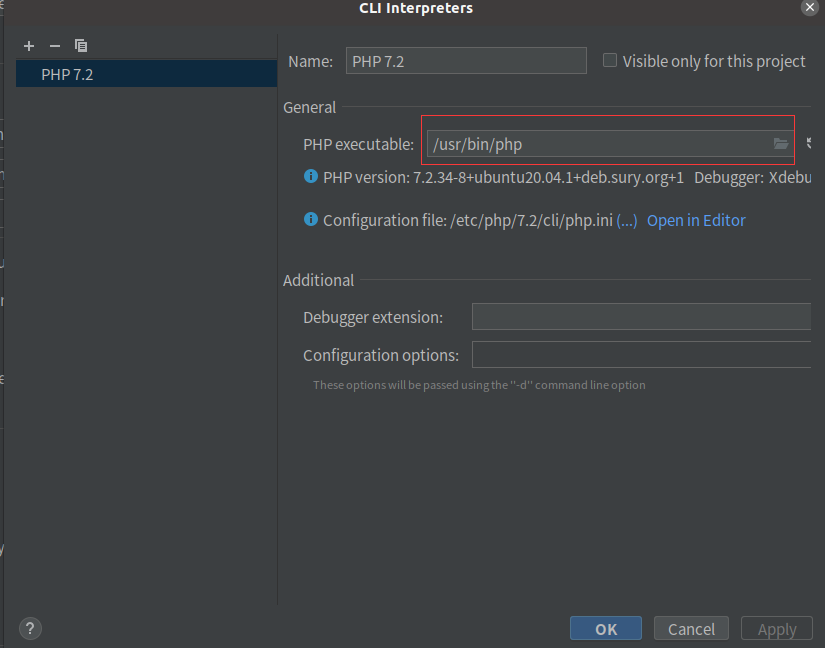 CLI Interpreters
PHP 7.2
Name: PHP 7.2 Visible only for this project
General
PHP executable: /usr/bin/php
PHP version: 7.2.34-8+ubuntu20.04.1+deb.sury.org+1 Debugger: Xdebu
Configuration file: /etc/php/7.2/cli/php.ini (...) Open in Editor
Additional
Debugger extension:
Configuration options:
These options will be passed using the "-d" command line option
? OK Cancel Apply